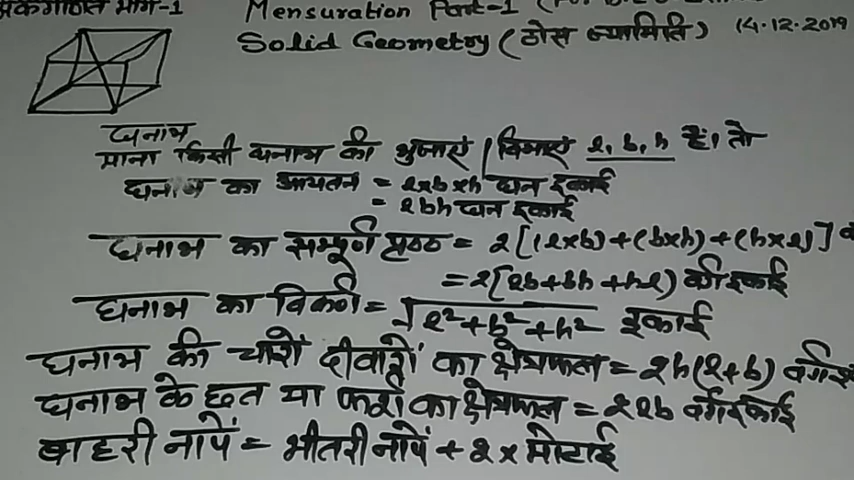 अंकगणित भाग-1
Mensuration Part-1
Solid Geometry (ठोस ज्यामिति) 14.12.2019
घनाभ
माना किसी घनाभ की भुजाएं/विमाएं l, b, h है। तो
घनाभ का आयतन = l×b×h घन इकाई
= lbh घन इकाई
घनाभ का सम्पूर्ण पृष्ठ = 2[(l×b)+(b×h)+(h×l)]
= 2[lb+bh+hl) वर्ग इकाई
घनाभ का विकर्ण = √l²+b²+h² इकाई
घनाभ की चारों दीवारों का क्षेत्रफल = 2h(l+b) वर्ग
घनाभ के छत या फर्श का क्षेत्रफल = 2lb वर्ग इकाई
बाहरी नापें = भीतरी नापें + 2 × मोटाई